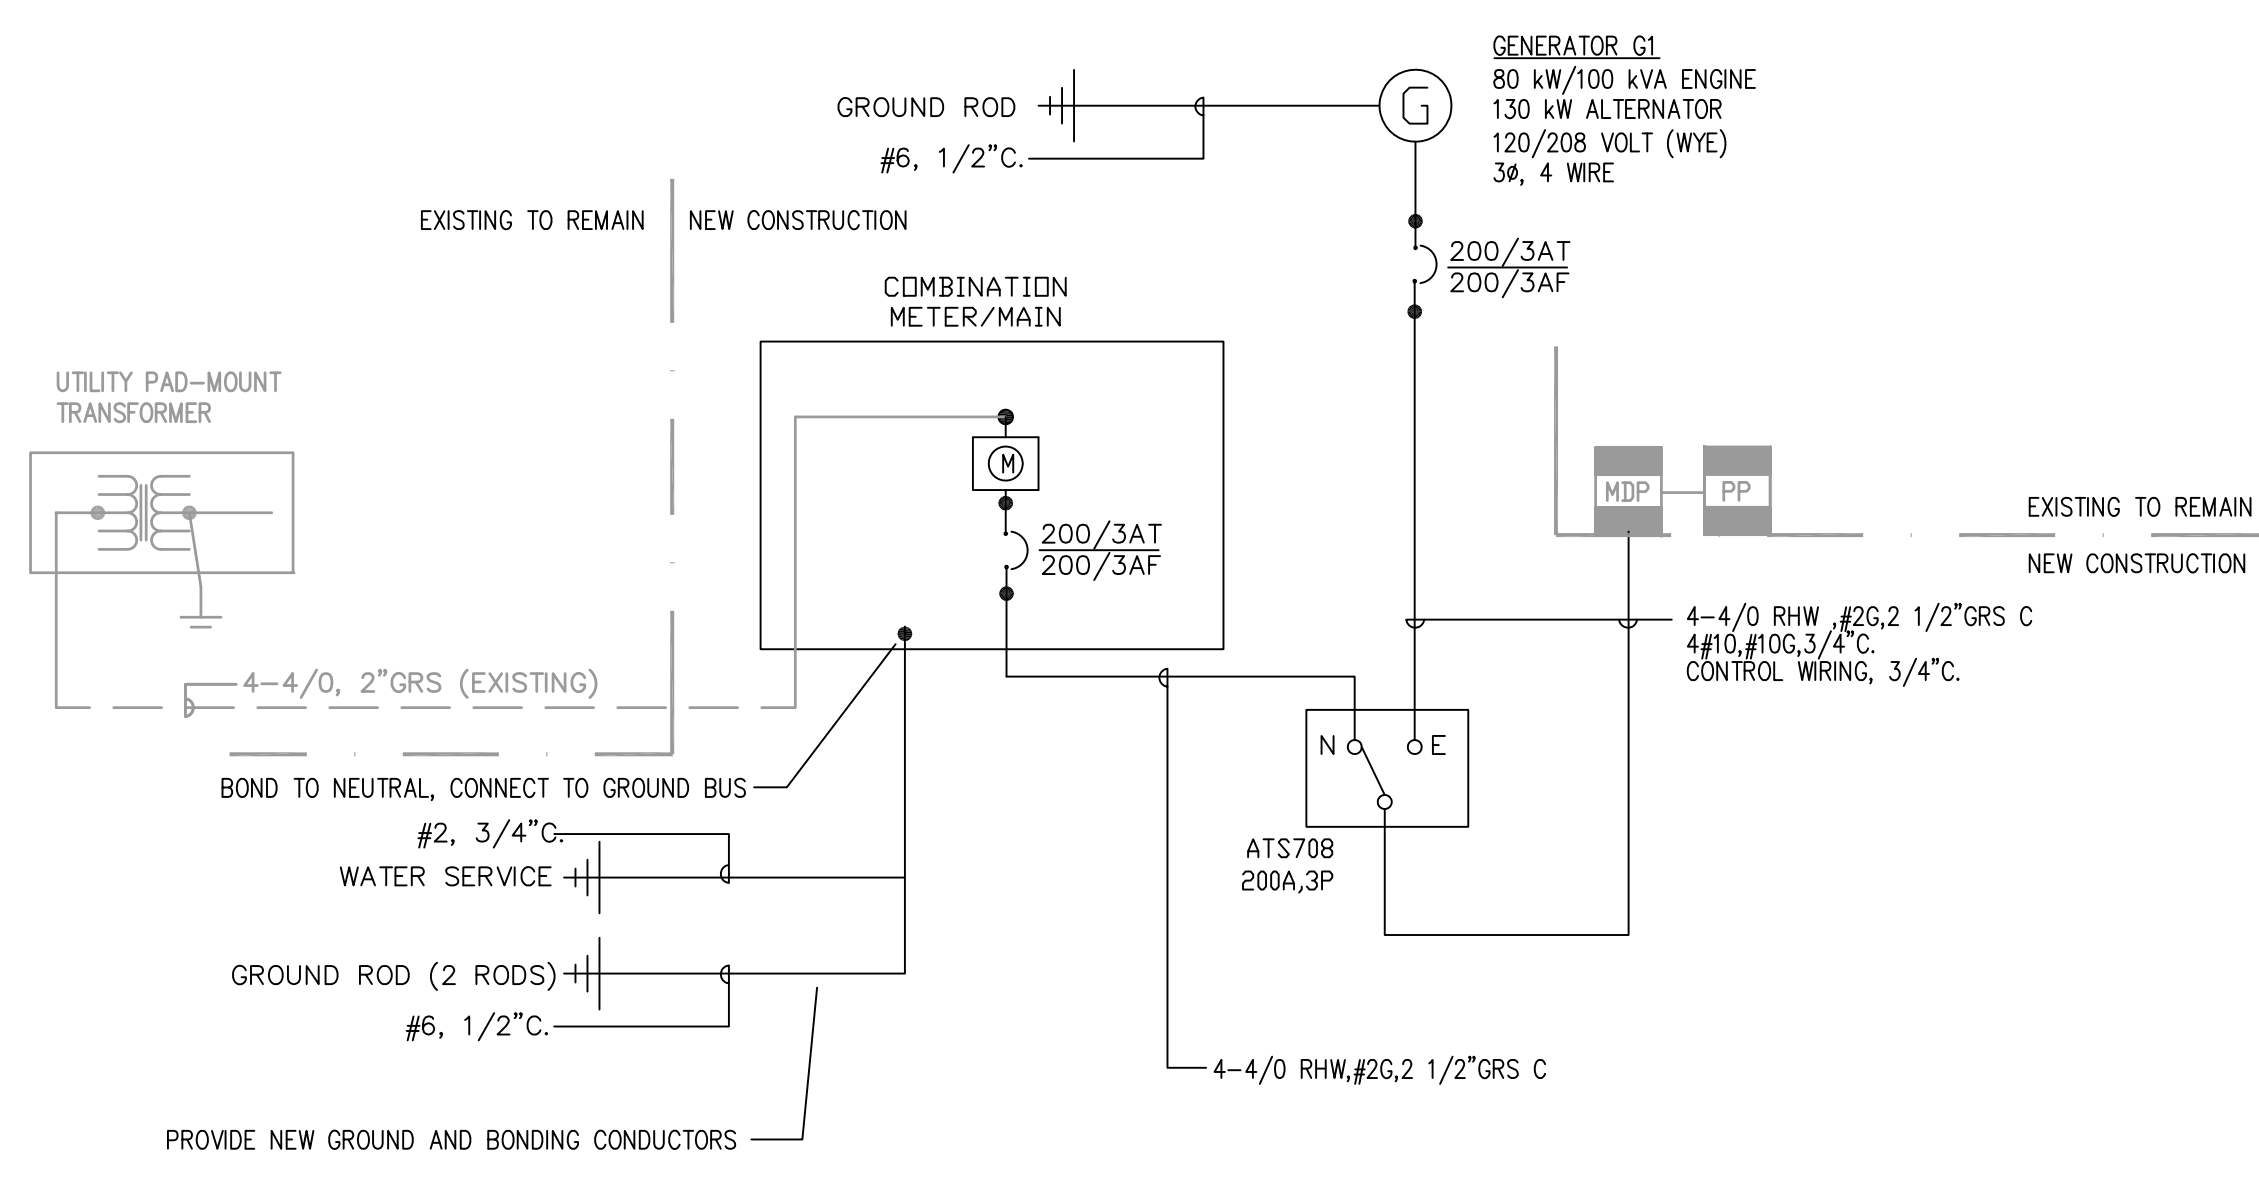 GENERATOR G1
80 kW/100 kVA ENGINE
130 kW ALTERNATOR
120/208 VOLT (WYE)
3ø, 4 WIRE
G
GROUND ROD
#6, 1/2"C.
EXISTING TO REMAIN
NEW CONSTRUCTION
200/3AT
200/3AF
COMBINATION
METER/MAIN
UTILITY PAD-MOUNT
TRANSFORMER
M
200/3AT
200/3AF
MDP
PP
EXISTING TO REMAIN
NEW CONSTRUCTION
4-4/0 RHW ,#2G,2 1/2"GRS C
4#10,#10G,3/4"C.
CONTROL WIRING, 3/4"C.
4-4/0, 2"GRS (EXISTING)
N
E
BOND TO NEUTRAL, CONNECT TO GROUND BUS
#2, 3/4"C.
WATER SERVICE
ATS708
200A,3P
GROUND ROD (2 RODS)
#6, 1/2"C.
4-4/0 RHW,#2G,2 1/2"GRS C
PROVIDE NEW GROUND AND BONDING CONDUCTORS